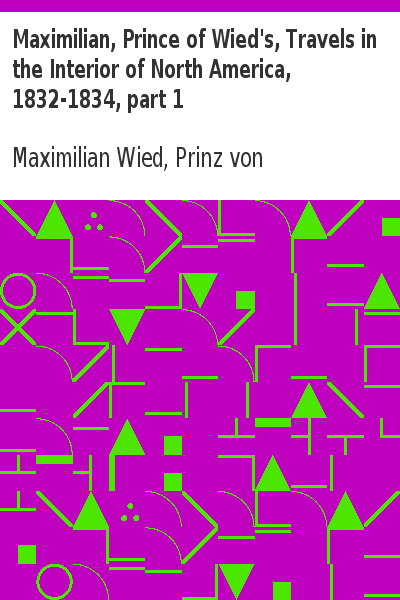 Maximilian, Prince of Wied's, Travels in
the Interior of North America,
1832-1834, part 1
Maximilian Wied, Prinz von